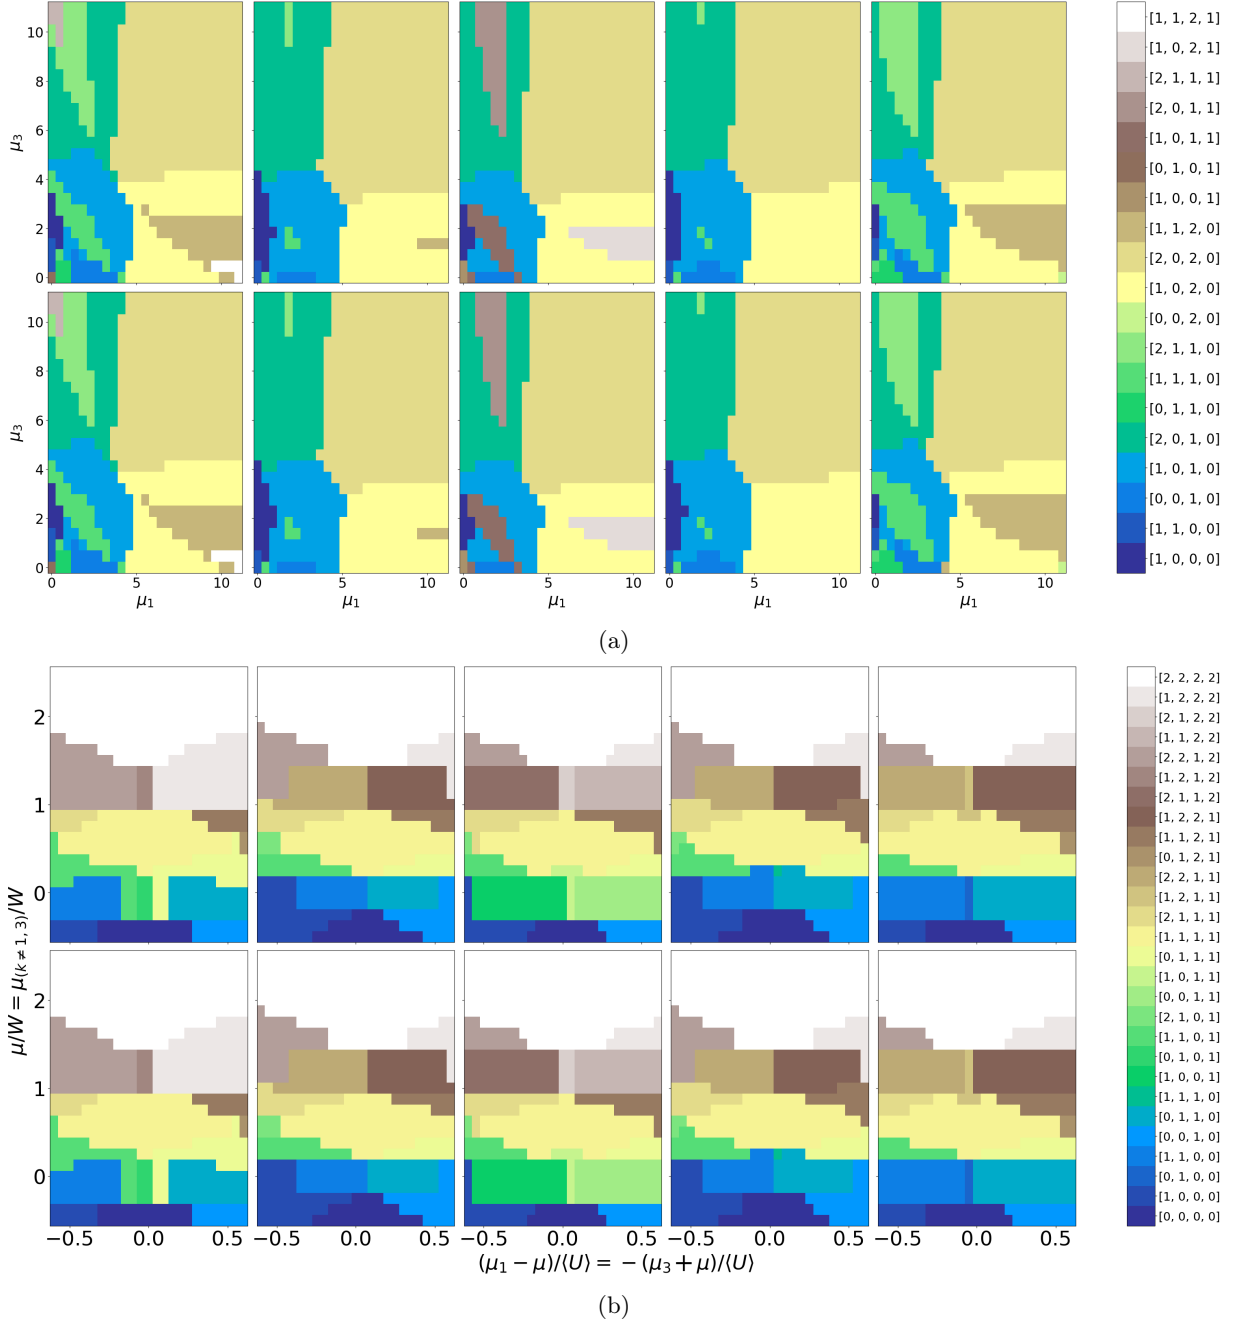 10
8
6
4
2
0
μ₃
[1, 1, 2, 1]
[1, 0, 2, 1]
[2, 1, 1, 1]
[2, 0, 1, 1]
[1, 0, 1, 1]
[0, 1, 0, 1]
[1, 0, 0, 1]
[1, 1, 2, 0]
[2, 0, 2, 0]
[1, 0, 2, 0]
[0, 0, 2, 0]
[2, 1, 1, 0]
[1, 1, 1, 0]
[0, 1, 1, 0]
[2, 0, 1, 0]
[1, 0, 1, 0]
[0, 0, 1, 0]
[1, 1, 0, 0]
[1, 0, 0, 0]
10
8
6
4
2
0
μ₃
0 5 10 0 5 10 0 5 10 0 5 10 0 5 10
μ₁ μ₁ μ₁ μ₁ μ₁
(a)
2
1
0
2
1
0
μ/W = μ(k ≠ 1, 3)/W
[2, 2, 2, 2]
[1, 2, 2, 2]
[2, 1, 2, 2]
[1, 1, 2, 2]
[2, 2, 1, 2]
[1, 2, 1, 2]
[2, 1, 1, 2]
[1, 2, 2, 1]
[1, 1, 2, 1]
[0, 1, 2, 1]
[2, 2, 1, 1]
[1, 2, 1, 1]
[2, 1, 1, 1]
[1, 1, 1, 1]
[0, 1, 1, 1]
[1, 0, 1, 1]
[0, 0, 1, 1]
[2, 1, 0, 1]
[1, 1, 0, 1]
[0, 1, 0, 1]
[1, 0, 0, 1]
[1, 1, 1, 0]
[0, 1, 1, 0]
[0, 0, 1, 0]
[1, 1, 0, 0]
[0, 1, 0, 0]
[1, 0, 0, 0]
[0, 0, 0, 0]
−0.5 0.0 0.5 −0.5 0.0 0.5 −0.5 0.0 0.5 −0.5 0.0 0.5 −0.5 0.0 0.5
(μ₁ − μ)/⟨U⟩ = −(μ₃ + μ)/⟨U⟩
(b)